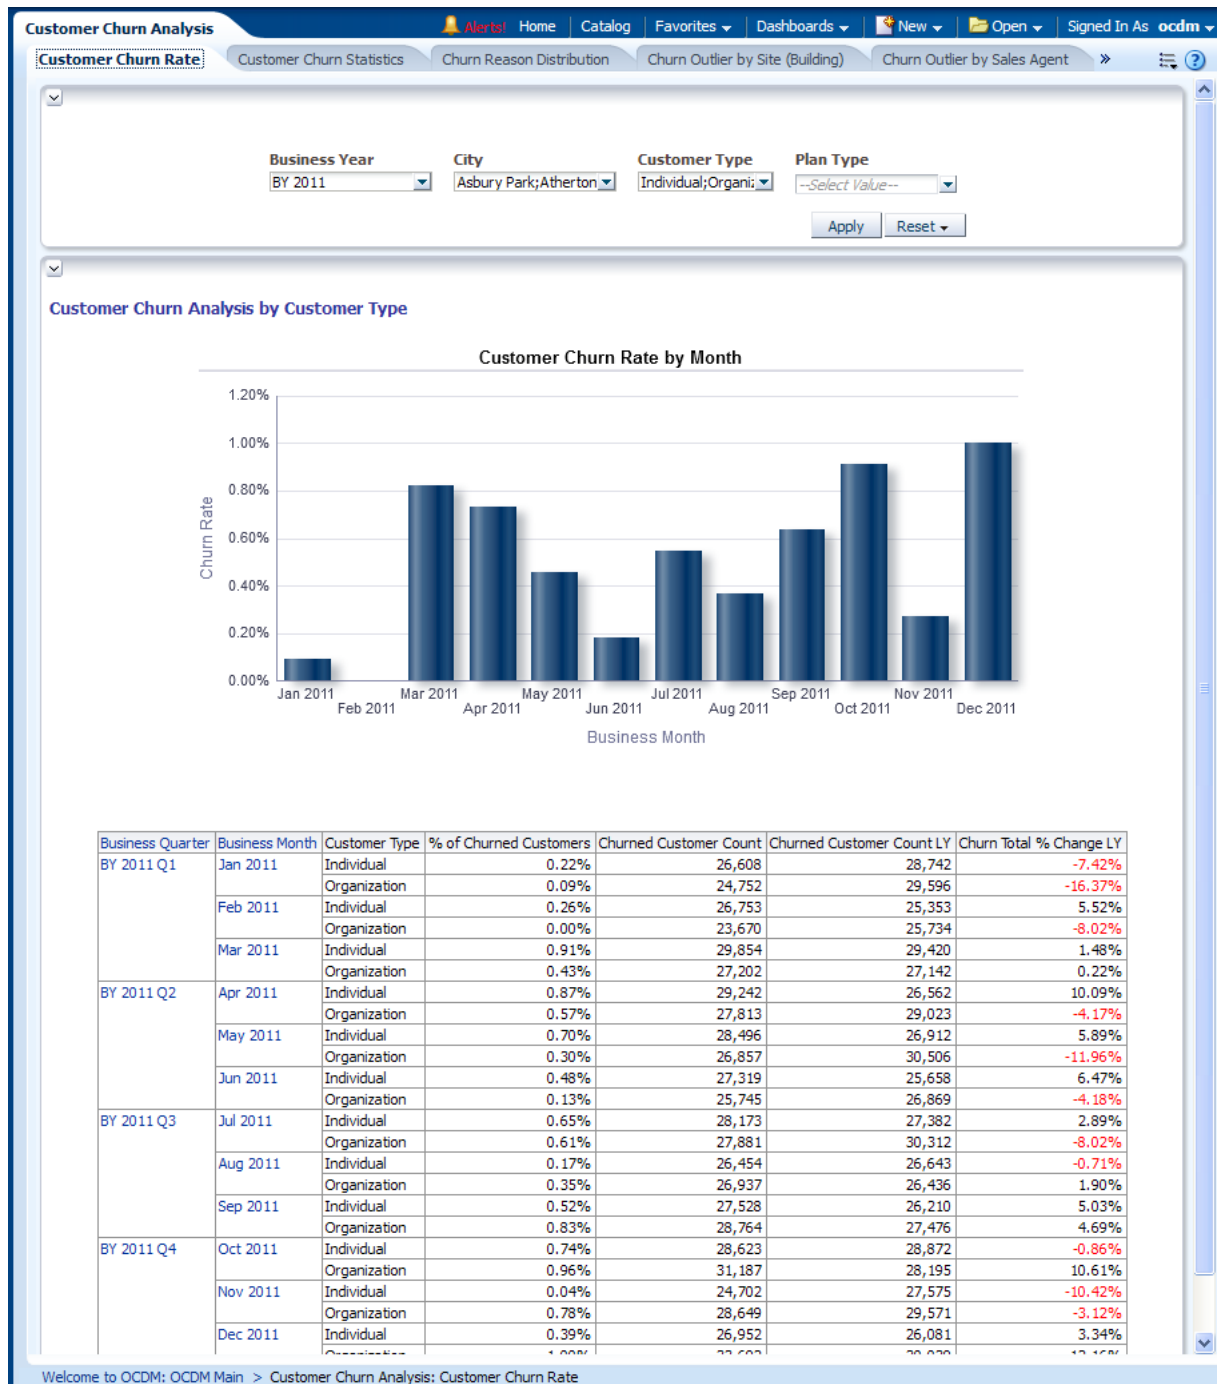 Customer Churn Analysis
Alerts! Home Catalog Favorites Dashboards New Open Signed In As ocdm
Customer Churn Rate Customer Churn Statistics Churn Reason Distribution Churn Outlier by Site (Building) Churn Outlier by Sales Agent »
Business Year City Customer Type Plan Type
BY 2011 Asbury Park;Atherton Individual;Organiz --Select Value--
Apply Reset
Customer Churn Analysis by Customer Type
Customer Churn Rate by Month
1.20%
1.00%
0.80%
0.60%
0.40%
0.20%
0.00%
Churn Rate
Jan 2011 Mar 2011 May 2011 Jul 2011 Sep 2011 Nov 2011
Feb 2011 Apr 2011 Jun 2011 Aug 2011 Oct 2011 Dec 2011
Business Month
Business Quarter Business Month Customer Type % of Churned Customers Churned Customer Count Churned Customer Count LY Churn Total % Change LY
BY 2011 Q1 Jan 2011 Individual 0.22% 26,608 28,742 -7.42%
Organization 0.09% 24,752 29,596 -16.37%
Feb 2011 Individual 0.26% 26,753 25,353 5.52%
Organization 0.00% 23,670 25,734 -8.02%
Mar 2011 Individual 0.91% 29,854 29,420 1.48%
Organization 0.43% 27,202 27,142 0.22%
BY 2011 Q2 Apr 2011 Individual 0.87% 29,242 26,562 10.09%
Organization 0.57% 27,813 29,023 -4.17%
May 2011 Individual 0.70% 28,496 26,912 5.89%
Organization 0.30% 26,857 30,506 -11.96%
Jun 2011 Individual 0.48% 27,319 25,658 6.47%
Organization 0.13% 25,745 26,869 -4.18%
BY 2011 Q3 Jul 2011 Individual 0.65% 28,173 27,382 2.89%
Organization 0.61% 27,881 30,312 -8.02%
Aug 2011 Individual 0.17% 26,454 26,643 -0.71%
Organization 0.35% 26,937 26,436 1.90%
Sep 2011 Individual 0.52% 27,528 26,210 5.03%
Organization 0.83% 28,764 27,476 4.69%
BY 2011 Q4 Oct 2011 Individual 0.74% 28,623 28,872 -0.86%
Organization 0.96% 31,187 28,195 10.61%
Nov 2011 Individual 0.04% 24,702 27,575 -10.42%
Organization 0.78% 28,649 29,571 -3.12%
Dec 2011 Individual 0.39% 26,952 26,081 3.34%
Welcome to OCDM: OCDM Main > Customer Churn Analysis: Customer Churn Rate